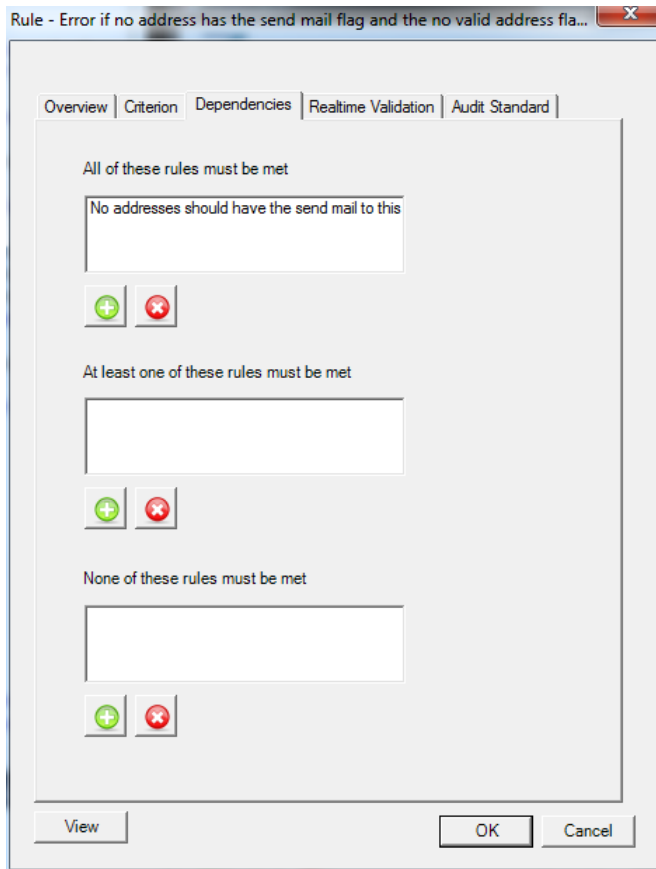 Rule - Error if no address has the send mail flag and the no valid address fla...
Overview Criterion Dependencies Realtime Validation Audit Standard
All of these rules must be met
No addresses should have the send mail to this
At least one of these rules must be met
None of these rules must be met
View OK Cancel